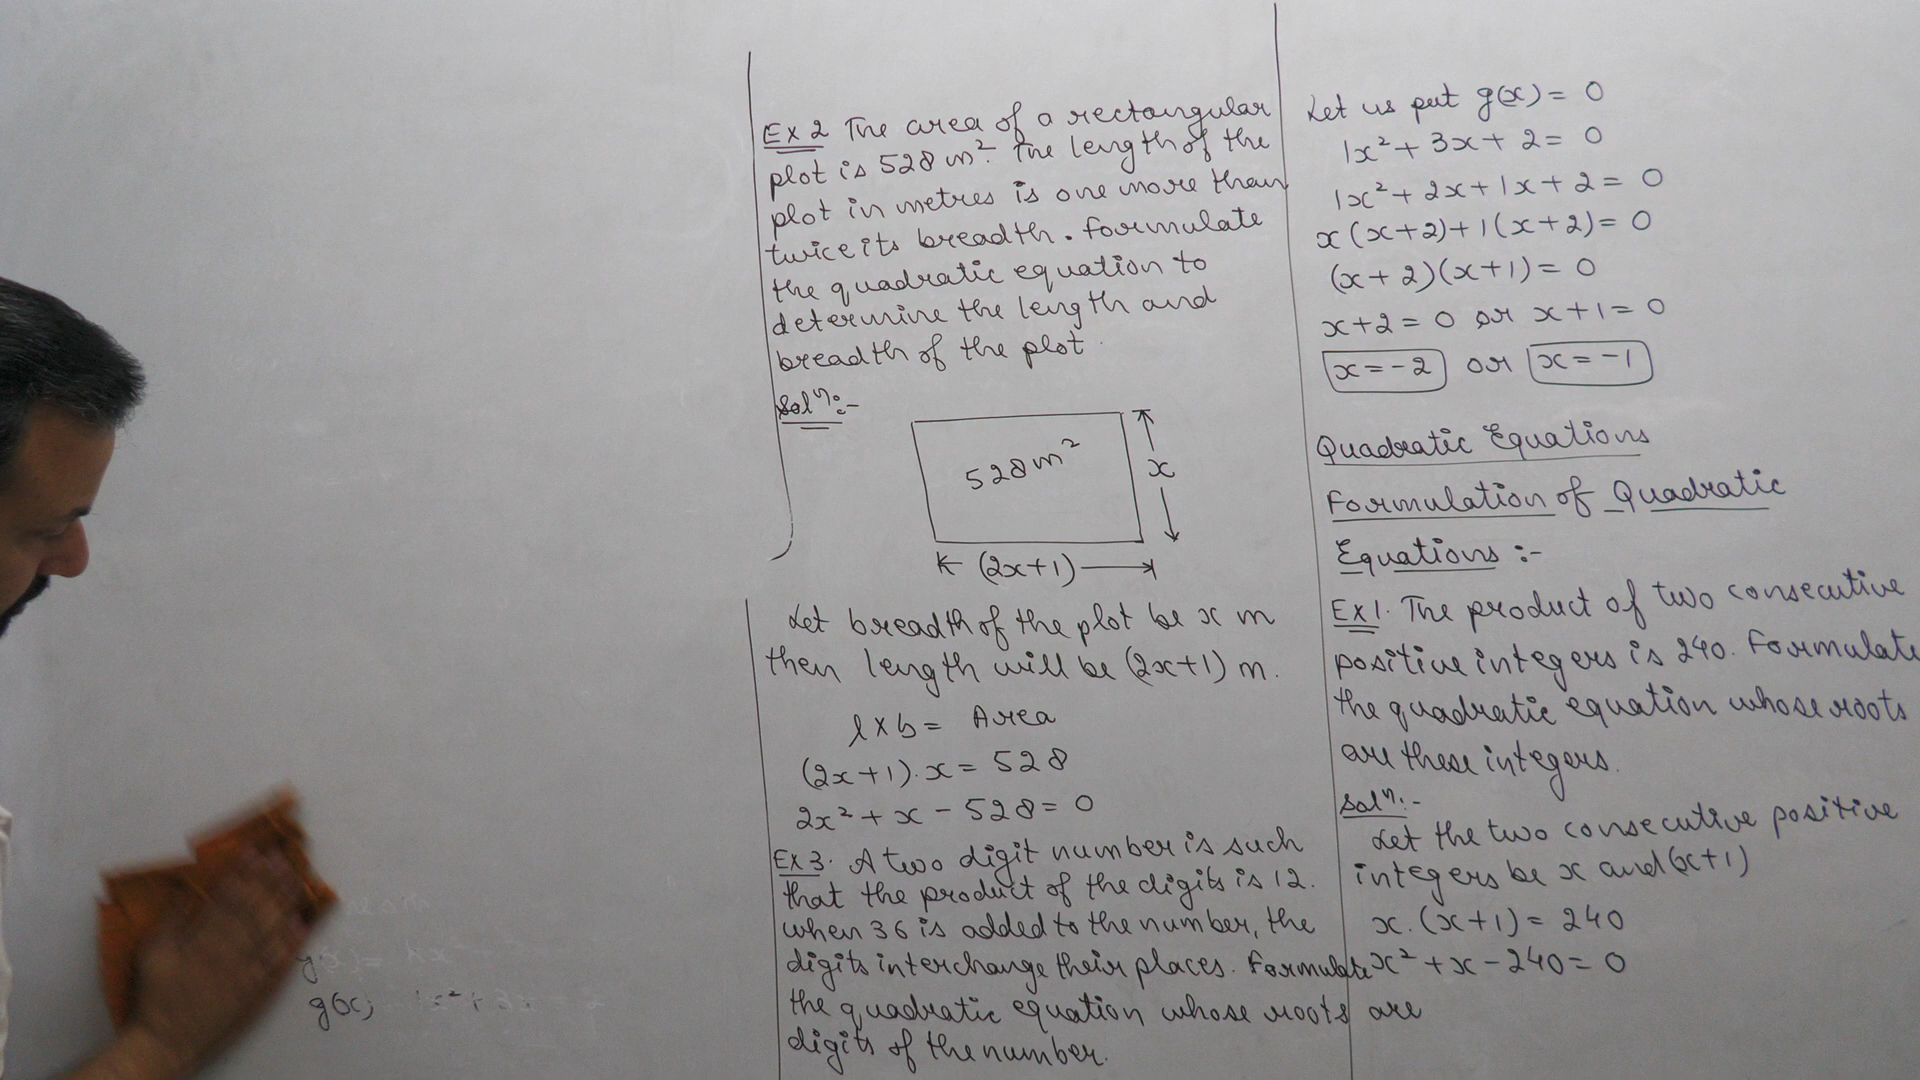 Ex 2 The area of a rectangular
plot is 528 m². The length of the
plot in metres is one more than
twice its breadth. Formulate
the quadratic equation to
determine the length and
breadth of the plot.
Solⁿ:-
528 m²
x
(2x+1)
Let breadth of the plot be x m
then length will be (2x+1) m.
l × b = Area
(2x+1).x = 528
2x² + x - 528 = 0
Ex 3. A two digit number is such
that the product of the digits is 12.
when 36 is added to the number, the
digits interchange their places. Formulate
the quadratic equation whose roots are
digits of the number.
Let us put g(x) = 0
1x² + 3x + 2 = 0
1x² + 2x + 1x + 2 = 0
x(x+2)+1(x+2) = 0
(x+2)(x+1) = 0
x+2 = 0 or x+1 = 0
x = -2 or x = -1
Quadratic Equations
Formulation of Quadratic
Equations :-
Ex 1. The product of two consecutive
positive integers is 240. Formulate
the quadratic equation whose roots
are these integers.
Solⁿ:-
Let the two consecutive positive
integers be x and (x+1)
x.(x+1) = 240
x² + x - 240 = 0
g(x)